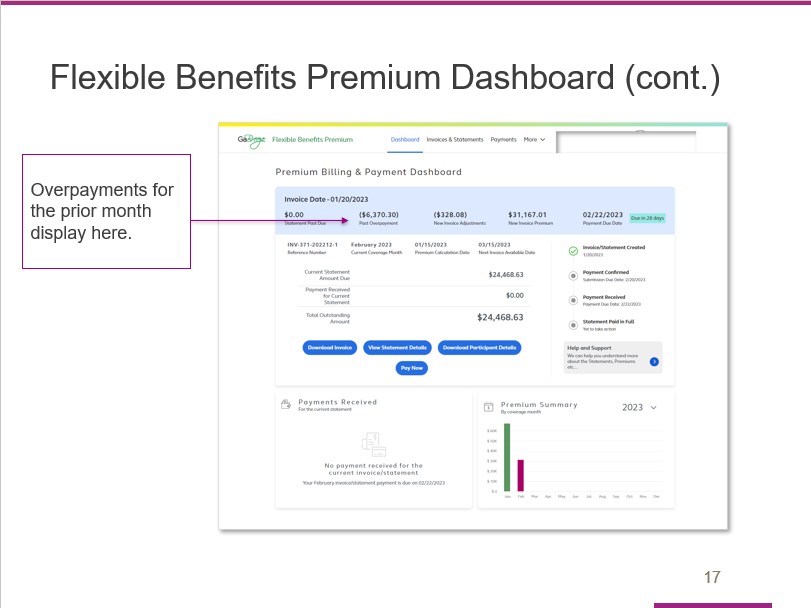 Flexible Benefits Premium Dashboard (cont.)
Overpayments for
the prior month
display here.
Flexible Benefits Premium
Dashboard Invoices & Statements Payments More
Premium Billing & Payment Dashboard
Invoice Date - 01/20/2023
$0.00 ($6,370.30) ($328.08) $31,167.01 02/22/2023 Due in 28 days
Statement Past Due Past Overpayment New Invoice Adjustments New Invoice Premium Payment Due Date
INV-371-202212-1 February 2023 01/15/2023 03/15/2023
Reference Number Current Coverage Month Premium Calculation Date Next Invoice Available Date
Current Statement
Amount Due
$24,468.63
Payment Received
for Current
Statement
$0.00
Total Outstanding
Amount
$24,468.63
Download Invoice View Statement Details Download Participant Details
Pay Now
Invoice/Statement Created
1/20/2023
Payment Confirmed
Submission Due Date: 2/20/2023
Payment Received
Payment Due Date: 2/22/2023
Statement Paid in Full
Yet to take action
Help and Support
We can help you understand more
about the Statements, Premiums
etc...
Payments Received
For the current statement
No payment received for the
current invoice/statement
Your February invoice/statement payment is due on 02/22/2023
Premium Summary
By coverage month
2023
$ 60K
$ 50K
$ 40K
$ 30K
$ 20K
$ 10K
$ 0
Jan Feb Mar Apr May Jun Jul Aug Sep Oct Nov Dec
17